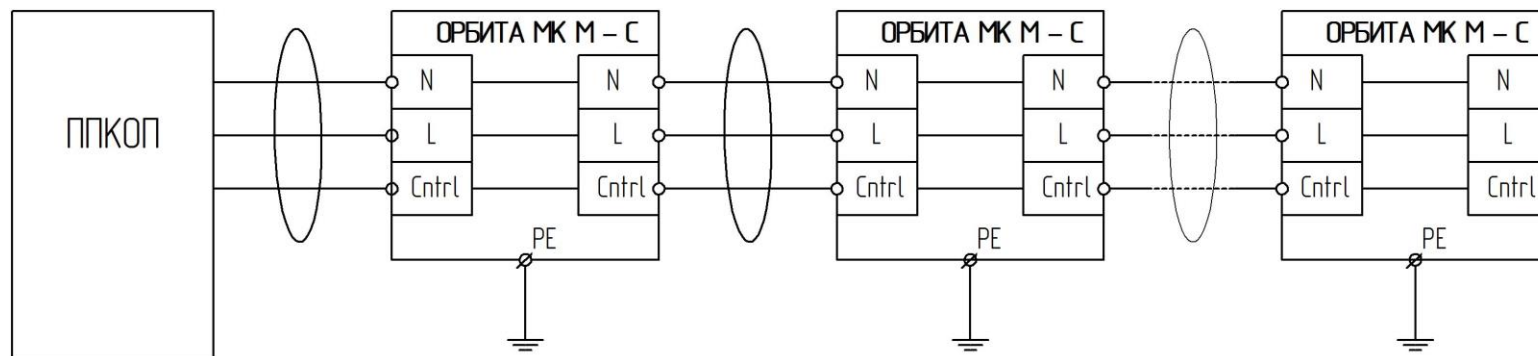 ОРБИТА МК М – С
ОРБИТА МК М – С
ОРБИТА МК М – С
N
N
N
N
N
N
ППКОП
L
L
L
L
L
L
Cntrl
Cntrl
Cntrl
Cntrl
Cntrl
Cntrl
PE
PE
PE